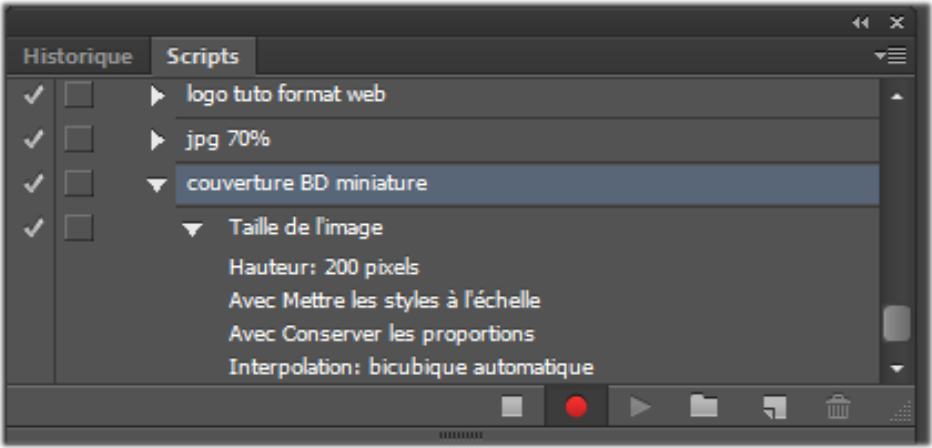 Historique Scripts
logo tuto format web
jpg 70%
couverture BD miniature
Taille de l'image
Hauteur: 200 pixels
Avec Mettre les styles à l'échelle
Avec Conserver les proportions
Interpolation: bicubique automatique